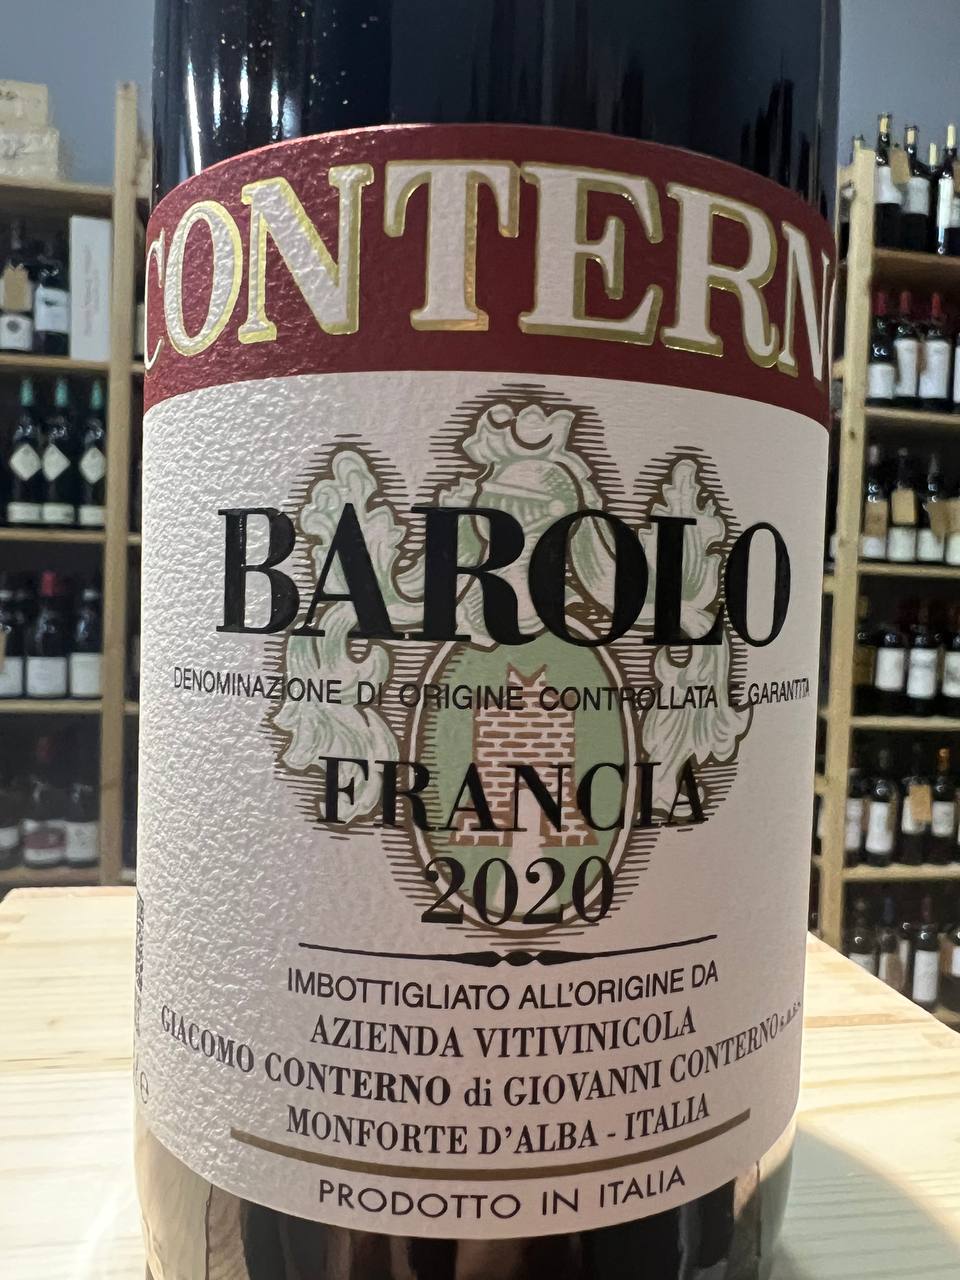 CONTERNO
BAROLO
DENOMINAZIONE DI ORIGINE CONTROLLATA E GARANTITA
FRANCIA
2020
IMBOTTIGLIATO ALL'ORIGINE DA
AZIENDA VITIVINICOLA
GIACOMO CONTERNO di GIOVANNI CONTERNO
MONFORTE D'ALBA - ITALIA
PRODOTTO IN ITALIA